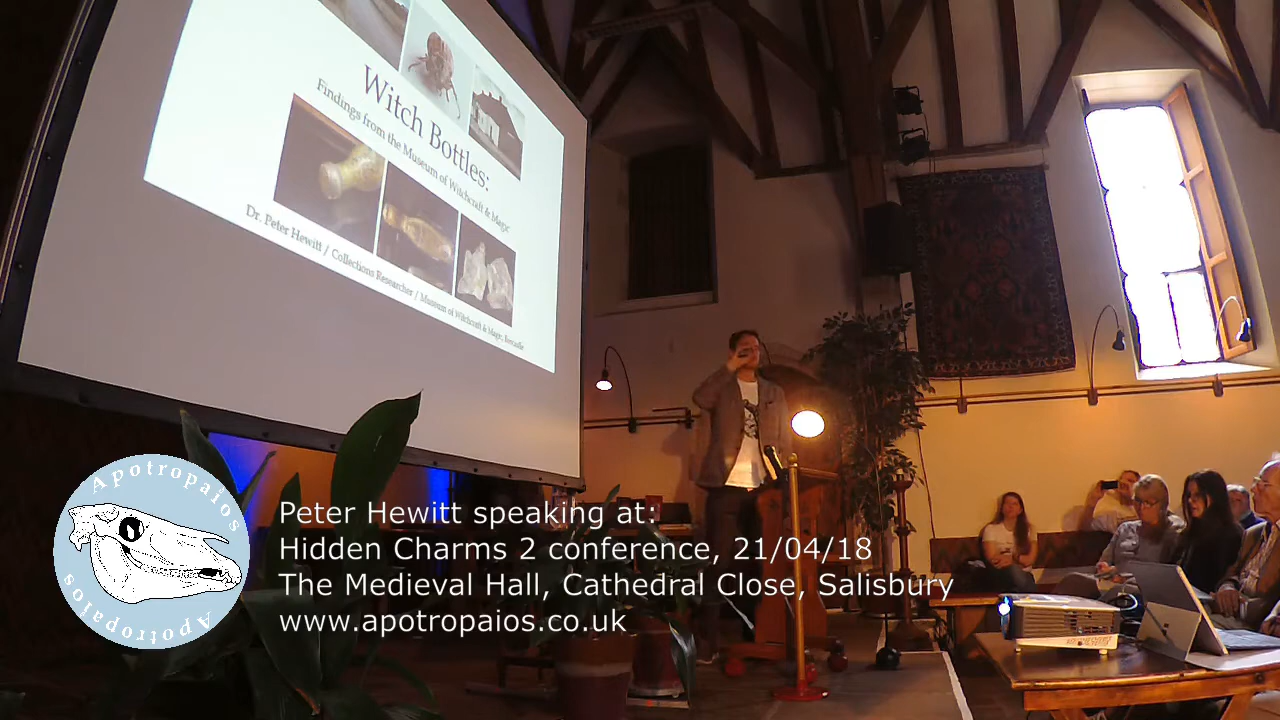 Witch Bottles:
Findings from the Museum of Witchcraft & Magic
Dr. Peter Hewitt / Collections Researcher / Museum of Witchcraft & Magic, Boscastle
Apotropaios
Apotropaios
Peter Hewitt speaking at:
Hidden Charms 2 conference, 21/04/18
The Medieval Hall, Cathedral Close, Salisbury
www.apotropaios.co.uk